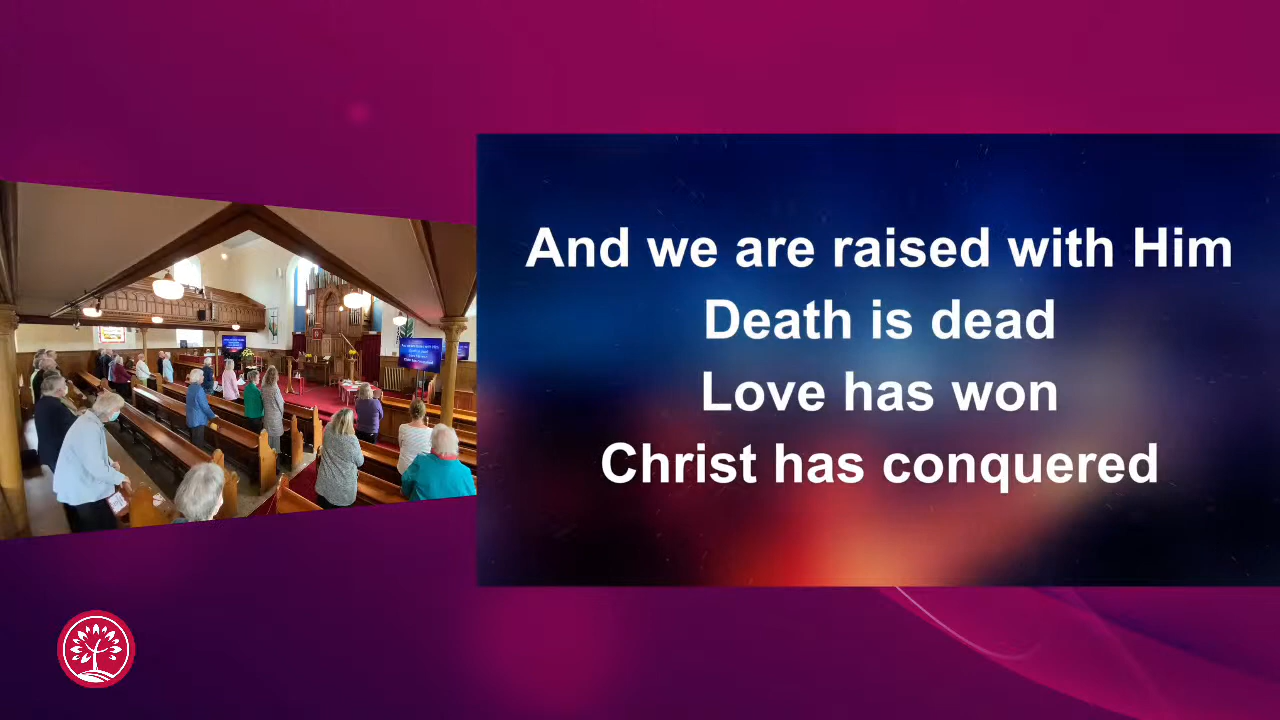 And we are raised with Him
Death is dead
Love has won
Christ has conquered